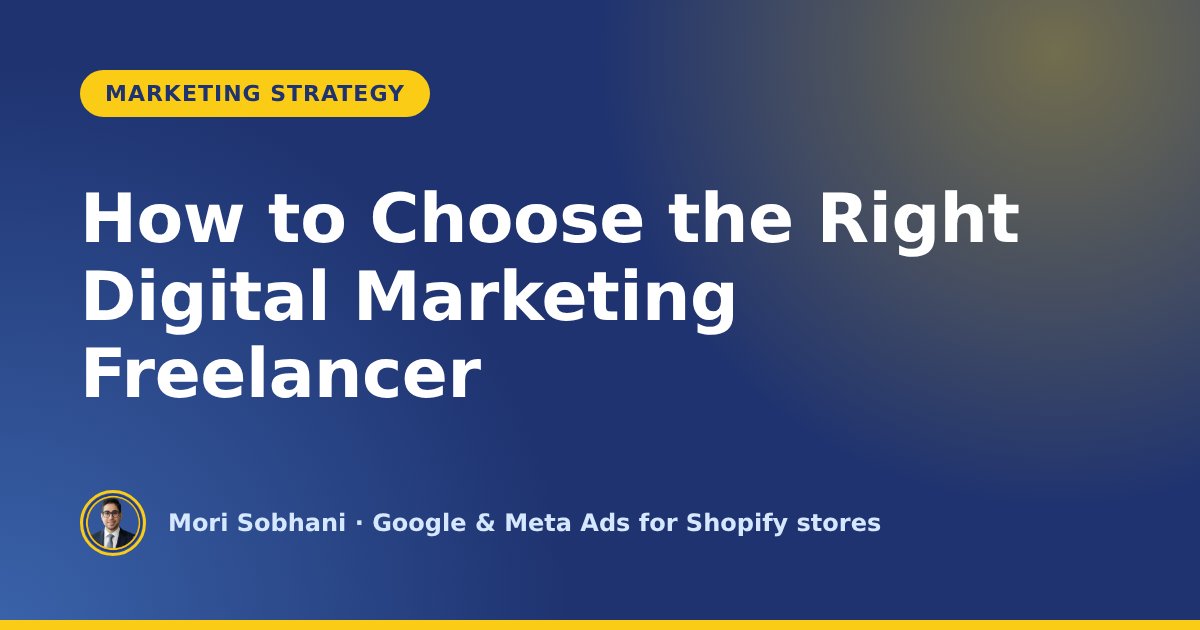 MARKETING STRATEGY
How to Choose the Right
Digital Marketing
Freelancer
Mori Sobhani · Google & Meta Ads for Shopify stores